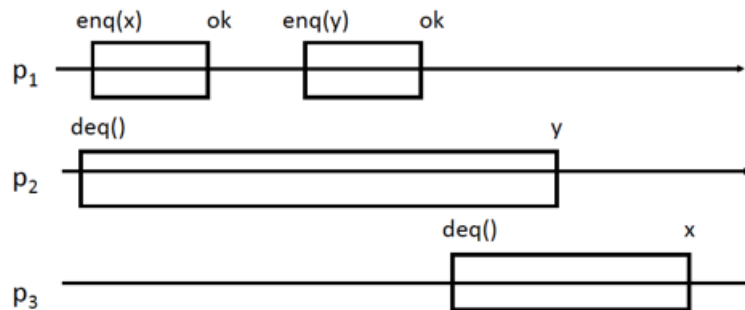 enq(x) ok enq(y) ok
p1
deq() y
p2
deq() x
p3